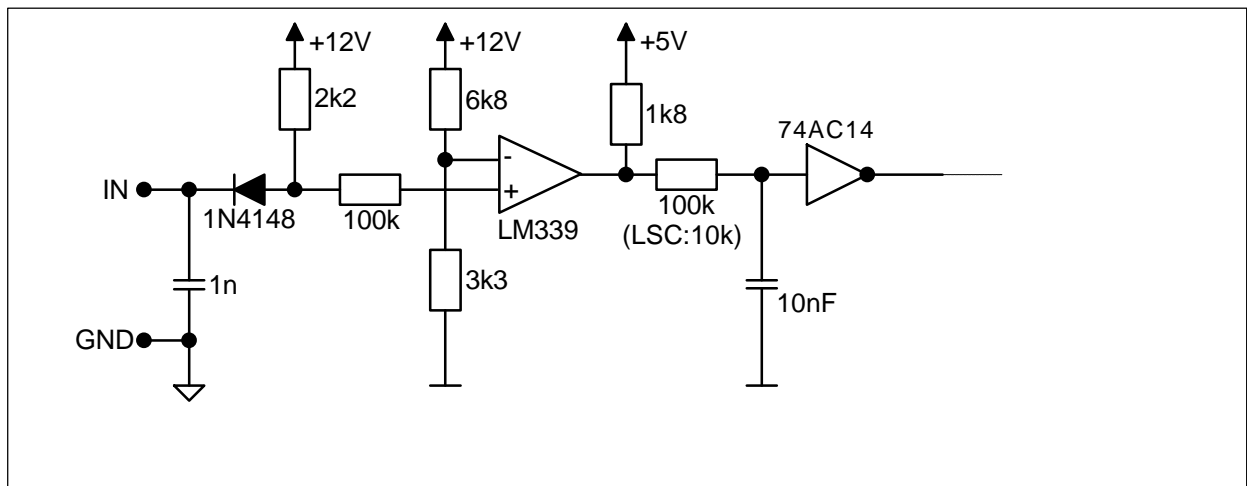 +12V
+12V
+5V
2k2
6k8
1k8
74AC14
-
IN
+
1N4148
100k
LM339
100k
(LSC:10k)
1n
3k3
10nF
GND